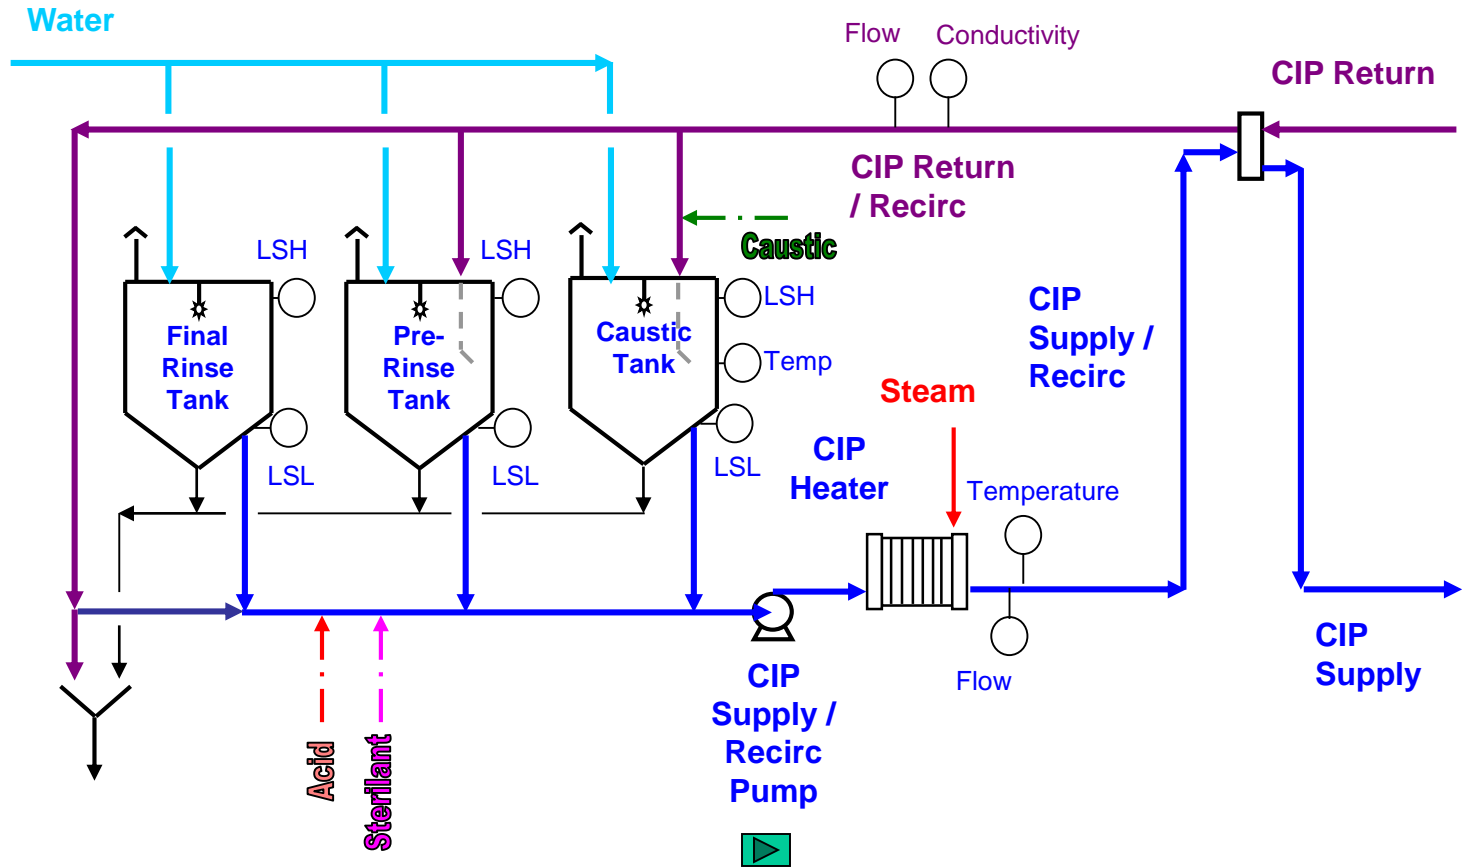 Water
Flow
Conductivity
CIP Return
CIP Return
/ Recirc
Caustic
LSH
LSH
LSH
Final
Rinse
Tank
Pre-
Rinse
Tank
Caustic
Tank
Temp
CIP
Supply /
Recirc
Steam
LSL
LSL
LSL
CIP
Heater
Temperature
Flow
CIP
Supply
CIP
Supply /
Recirc
Pump
Acid
Sterilant